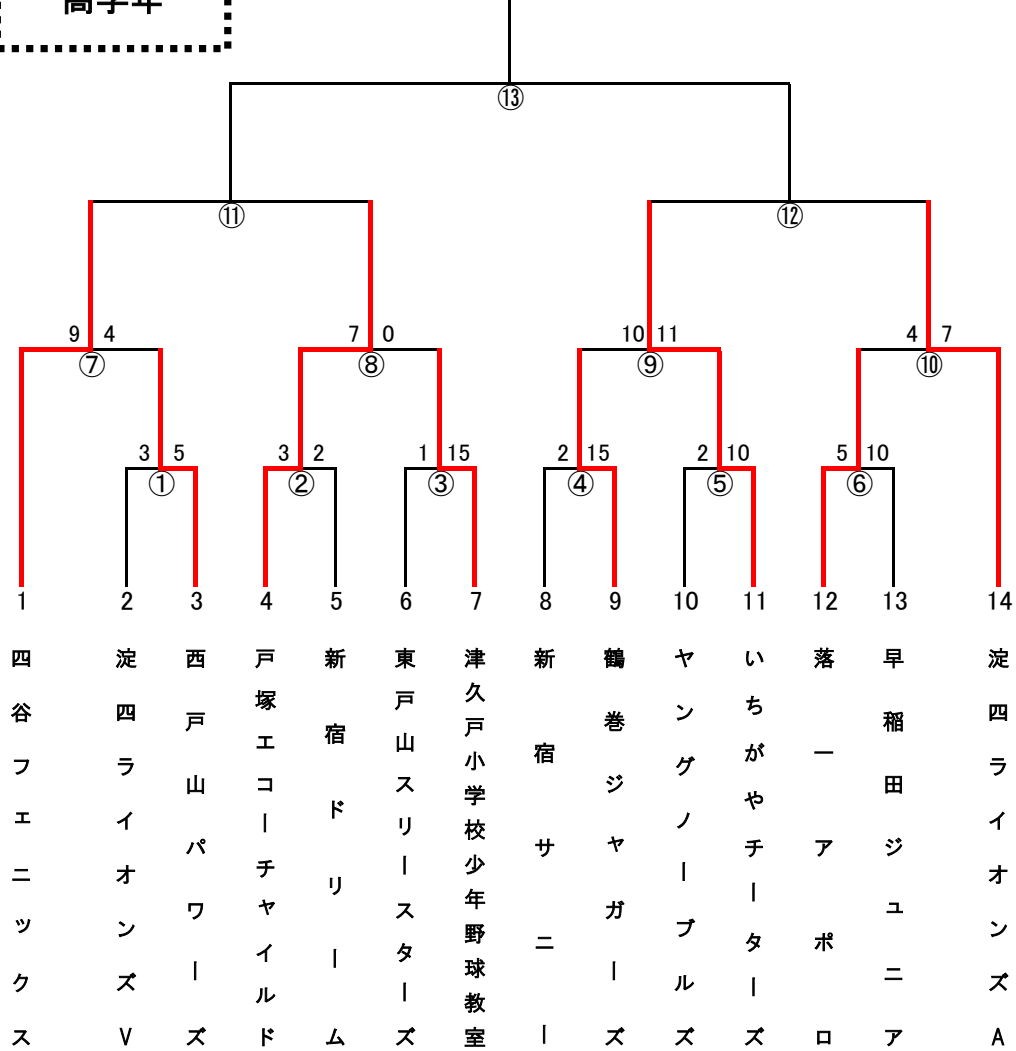 高学年
⑬
⑪ ⑫
9 4 7 0 10 11 4 7
⑦ ⑧ ⑨ ⑩
3 5 3 2 1 15 2 15 2 10 5 10
① ② ③ ④ ⑤ ⑥
1 2 3 4 5 6 7 8 9 10 11 12 13 14
四谷フェニックス
淀四ライオンズV
西戸山パワーズ
戸塚エコーチャイルド
新宿ドリーム
東戸山スリースターズ
津久戸小学校少年野球教室
新宿サニー
鶴巻ジャガーズ
ヤングノーブルズ
いちがやチーターズ
落一アポロ
早稲田ジュニア
淀四ライオンズA